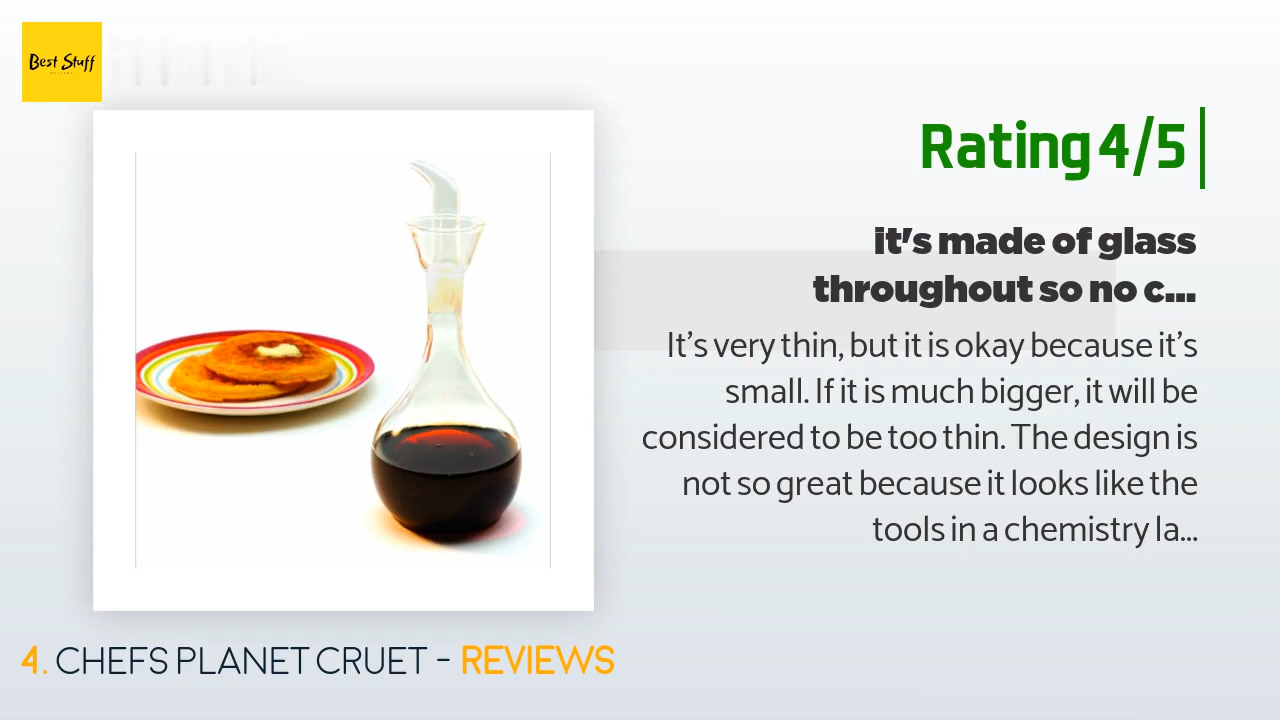 Best Stuff
Rating 4/5
it's made of glass
throughout so no c...
It's very thin, but it is okay because it's
small. If it is much bigger, it will be
considered to be too thin. The design is
not so great because it looks like the
tools in a chemistry la...
4. CHEFS PLANET CRUET - REVIEWS